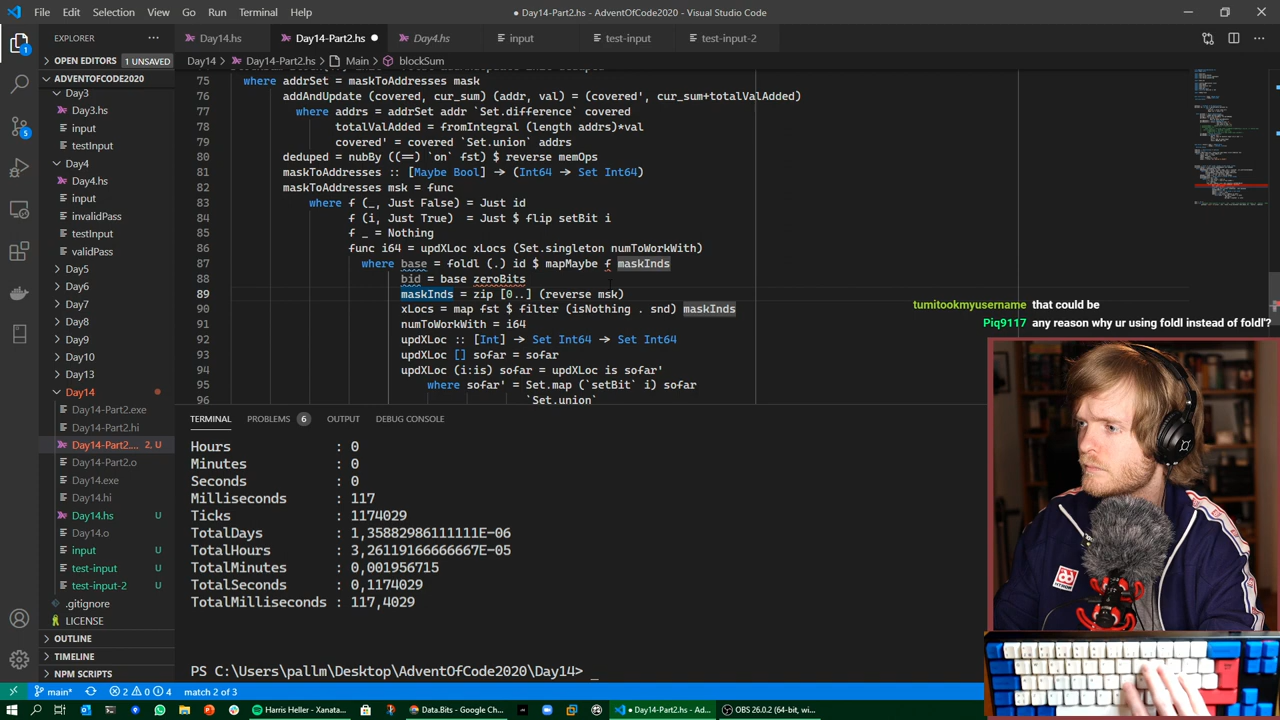 File Edit Selection View Go Run Terminal Help
● Day14-Part2.hs - AdventOfCode2020 - Visual Studio Code
EXPLORER
Day14.hs
Day14-Part2.hs
Day4.hs
input
test-input
test-input-2
OPEN EDITORS 1 UNSAVED
Day14 > Day14-Part2.hs > Main > blockSum
ADVENTOFCODE2020
Day3
Day3.hs
input
testInput
Day4
Day4.hs
input
invalidPass
testInput
validPass
Day5
Day6
Day7
Day8
Day9
Day10
Day13
Day14
Day14-Part2.exe
Day14-Part2.hi
Day14-Part2.... 2, U
Day14-Part2.o
Day14.exe
Day14.hi
Day14.hs U
Day14.o
input U
test-input U
test-input-2 U
.gitignore
LICENSE
OUTLINE
TIMELINE
NPM SCRIPTS
75 where addrSet = maskToAddresses mask
76 addAndUpdate (covered, cur_sum) (addr, val) = (covered', cur_sum+totalValAdded)
77 where addrs = addrSet addr `Set.difference` covered
78 totalValAdded = fromIntegral (length addrs)*val
79 covered' = covered `Set.union` addrs
80 deduped = nubBy ((==) `on` fst) $ reverse memOps
81 maskToAddresses :: [Maybe Bool] -> (Int64 -> Set Int64)
82 maskToAddresses msk = func
83 where f (_, Just False) = Just id
84 f (i, Just True) = Just $ flip setBit i
85 f _ = Nothing
86 func i64 = updXLoc xLocs (Set.singleton numToWorkWith)
87 where base = foldl (.) id $ mapMaybe f maskInds
88 bid = base zeroBits
89 maskInds = zip [0..] (reverse msk)
90 xLocs = map fst $ filter (isNothing . snd) maskInds
91 numToWorkWith = i64
92 updXLoc :: [Int] -> Set Int64 -> Set Int64
93 updXLoc [] sofar = sofar
94 updXLoc (i:is) sofar = updXLoc is sofar'
95 where sofar' = Set.map (`setBit` i) sofar
96 `Set.union`
tumitookmyusername that could be
Piq9117 any reason why ur using foldl instead of foldl'?
TERMINAL PROBLEMS 6 OUTPUT DEBUG CONSOLE
Hours : 0
Minutes : 0
Seconds : 0
Milliseconds : 117
Ticks : 1174029
TotalDays : 1,35882986111111E-06
TotalHours : 3,26119166666667E-05
TotalMinutes : 0,001956715
TotalSeconds : 0,1174029
TotalMilliseconds : 117,4029
PS C:\Users\pallm\Desktop\AdventOfCode2020\Day14> _
main* 2 0 4 match 2 of 3
Harris Heller - Xanata...
Data.Bits - Google Ch...
● Day14-Part2.hs - Ad...
OBS 26.0.2 (64-bit, w...